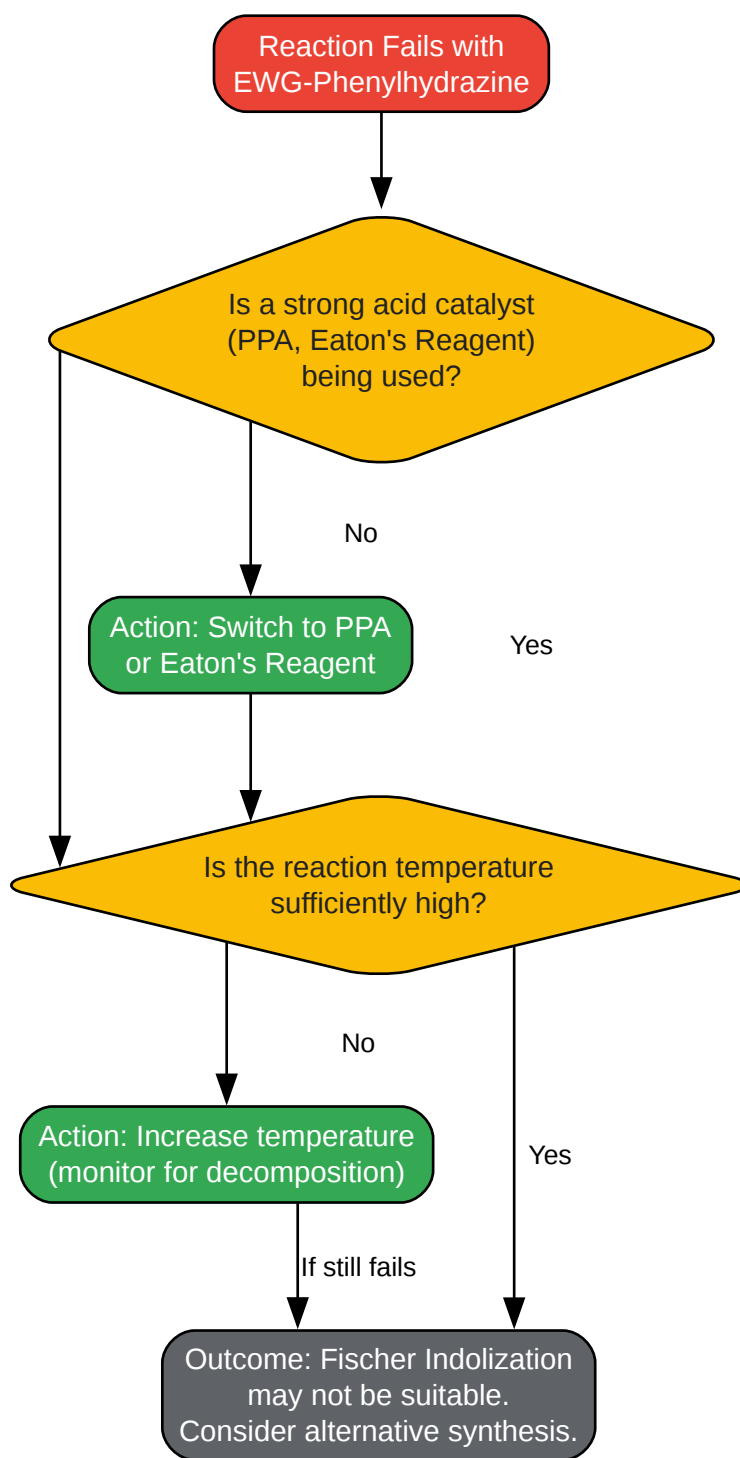 Reaction Fails with
EWG-Phenylhydrazine
Is a strong acid catalyst
(PPA, Eaton's Reagent)
being used?
No
Action: Switch to PPA
or Eaton's Reagent
Yes
Is the reaction temperature
sufficiently high?
No
Action: Increase temperature
(monitor for decomposition)
Yes
If still fails
Outcome: Fischer Indolization
may not be suitable.
Consider alternative synthesis.